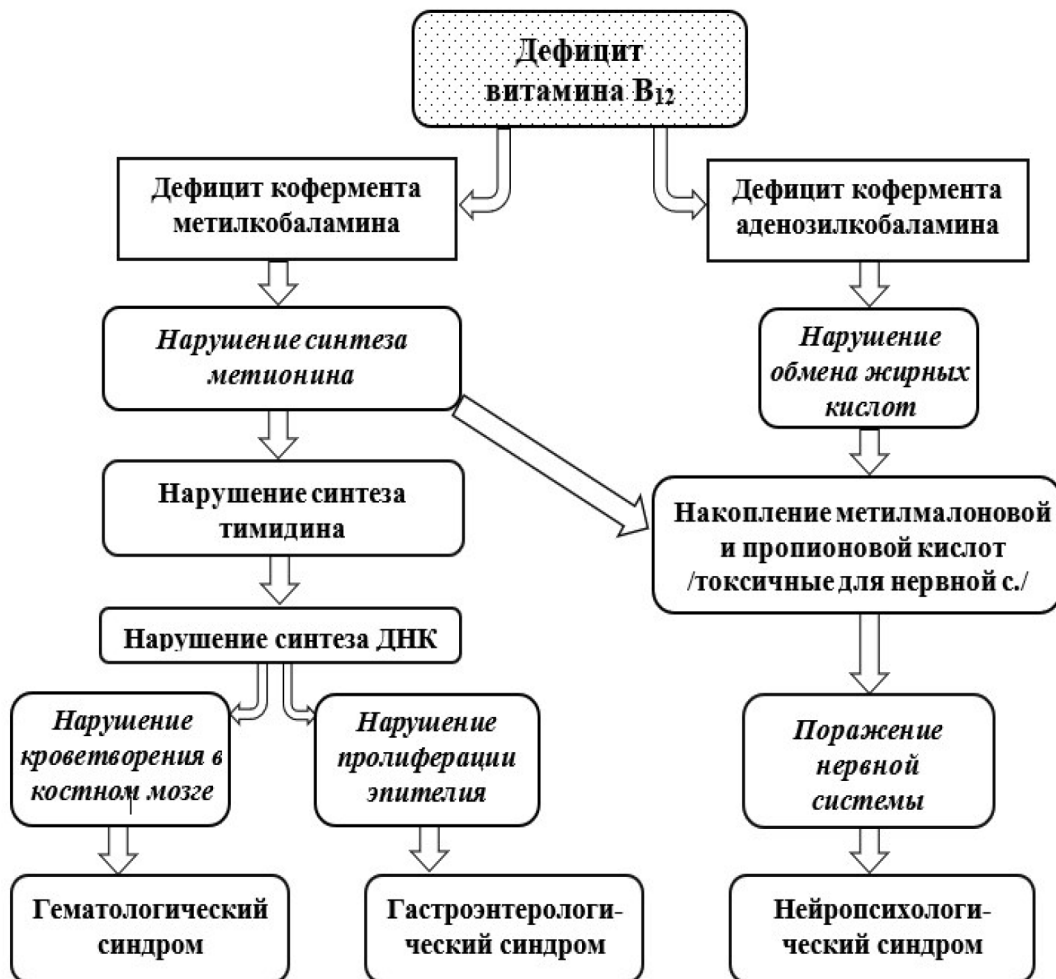 Дефицит
витамина B₁₂
Дефицит кофермента
метилкобаламина
Дефицит кофермента
аденозилкобаламина
Нарушение синтеза
метионина
Нарушение
обмена жирных
кислот
Нарушение синтеза
тимидина
Накопление метилмалоновой
и пропионовой кислот
/токсичные для нервной с./
Нарушение синтеза ДНК
Нарушение
кроветворения в
костном мозге
Нарушение
пролиферации
эпителия
Поражение
нервной
системы
Гематологический
синдром
Гастроэнтерологи-
ческий синдром
Нейропсихологи-
ческий синдром